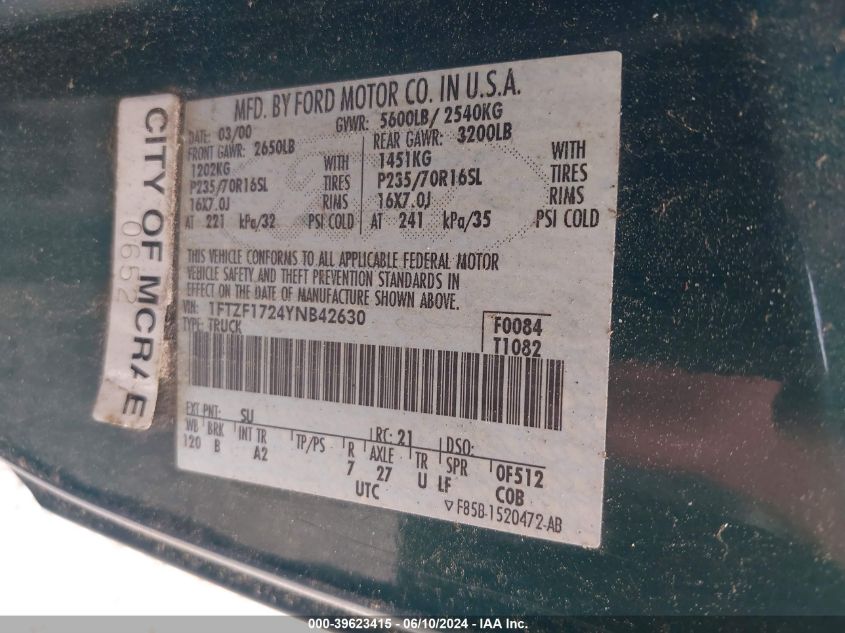 MFD. BY FORD MOTOR CO. IN U.S.A.
DATE: 03/00 GVWR: 5600LB/ 2540KG
FRONT GAWR: 2650LB REAR GAWR: 3200LB
1202KG WITH 1451KG WITH
P235/70R16SL TIRES P235/70R16SL TIRES
16X7.0J RIMS 16X7.0J RIMS
AT 221 kPa/32 PSI COLD AT 241 kPa/35 PSI COLD
THIS VEHICLE CONFORMS TO ALL APPLICABLE FEDERAL MOTOR
VEHICLE SAFETY AND THEFT PREVENTION STANDARDS IN
EFFECT ON THE DATE OF MANUFACTURE SHOWN ABOVE.
VIN: 1FTZF1724YNB42630 F0084
TYPE: TRUCK T1082
EXT PNT: SU RC: 21 DSO:
WB BRK INT TR TP/PS R AXLE TR SPR 0F512
120 B A2 7 27 U LF COB
UTC
▽ F85B-1520472-AB
CITY OF MCRAE
0652
000-39623415 - 06/10/2024 - IAA, Inc.